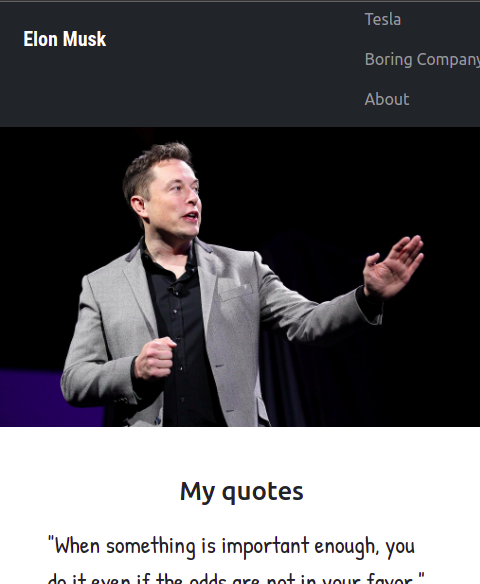 Tesla
Elon Musk
Boring Company
About
My quotes
"When something is important enough, you
do it even if the odds are not in your favor."